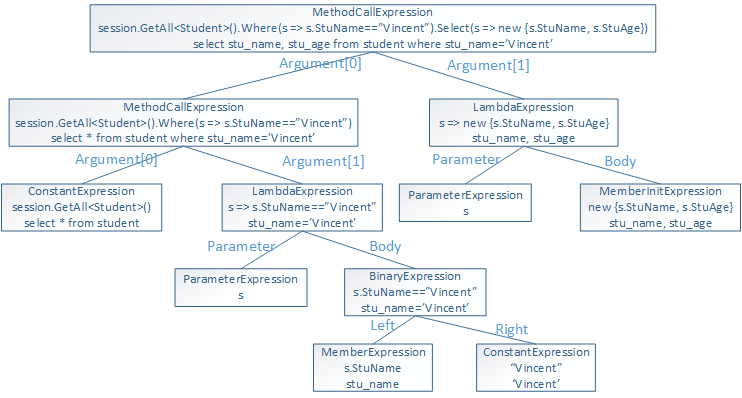 MethodCallExpression
session.GetAll<Student>().Where(s => s.StuName==”Vincent”).Select(s => new {s.StuName, s.StuAge})
select stu_name, stu_age from student where stu_name=’Vincent’
Argument[0]
Argument[1]
MethodCallExpression
session.GetAll<Student>().Where(s => s.StuName==”Vincent”)
select * from student where stu_name=’Vincent’
LambdaExpression
s => new {s.StuName, s.StuAge}
stu_name, stu_age
Argument[0]
Argument[1]
Parameter
Body
ConstantExpression
session.GetAll<Student>()
select * from student
LambdaExpression
s => s.StuName==”Vincent”
stu_name=’Vincent’
ParameterExpression
s
MemberInitExpression
new {s.StuName, s.StuAge}
stu_name, stu_age
Parameter
Body
ParameterExpression
s
BinaryExpression
s.StuName==”Vincent”
stu_name=’Vincent’
Left
Right
MemberExpression
s.StuName
stu_name
ConstantExpression
“Vincent”
‘Vincent’